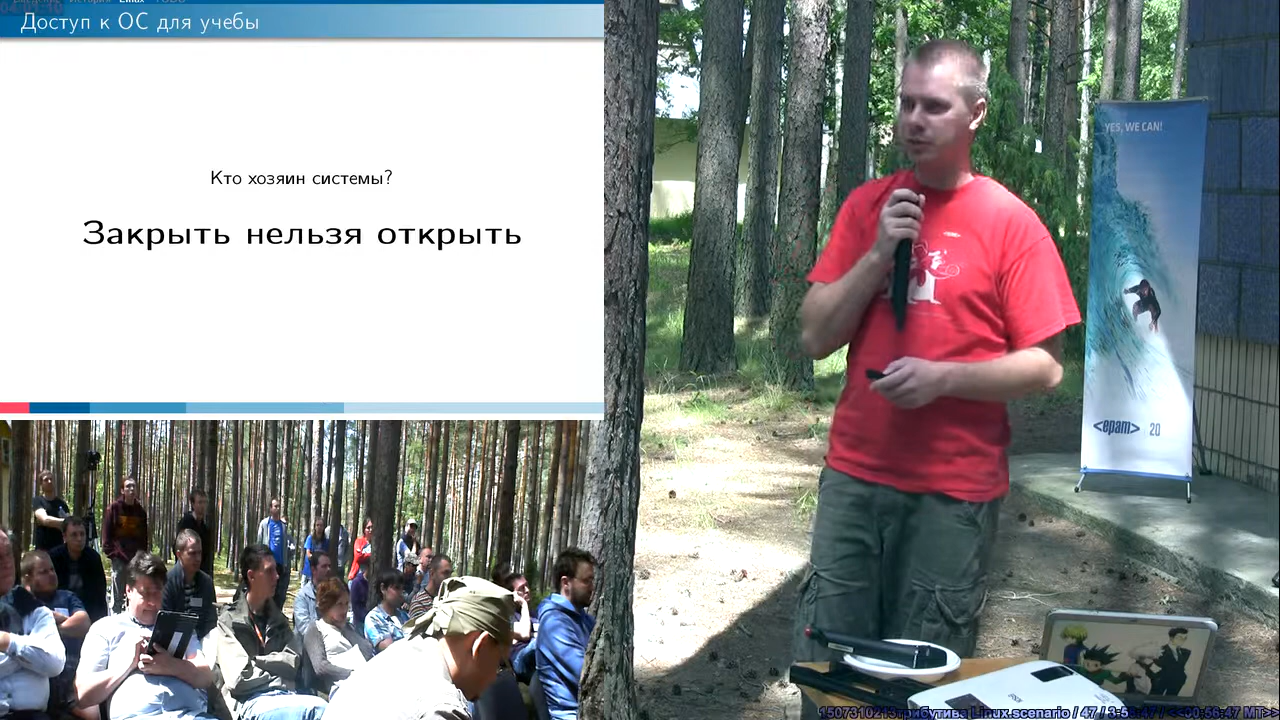 Доступ к ОС для учебы
Кто хозяин системы?
Закрыть нельзя открыть
YES, WE CAN!
<epam> 20